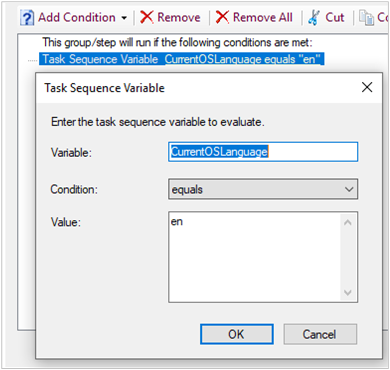 Add Condition Remove Remove All Cut Co
This group/step will run if the following conditions are met:
Task Sequence Variable CurrentOSLanguage equals "en"
Task Sequence Variable
Enter the task sequence variable to evaluate.
Variable: CurrentOSLanguage
Condition: equals
Value: en
OK Cancel